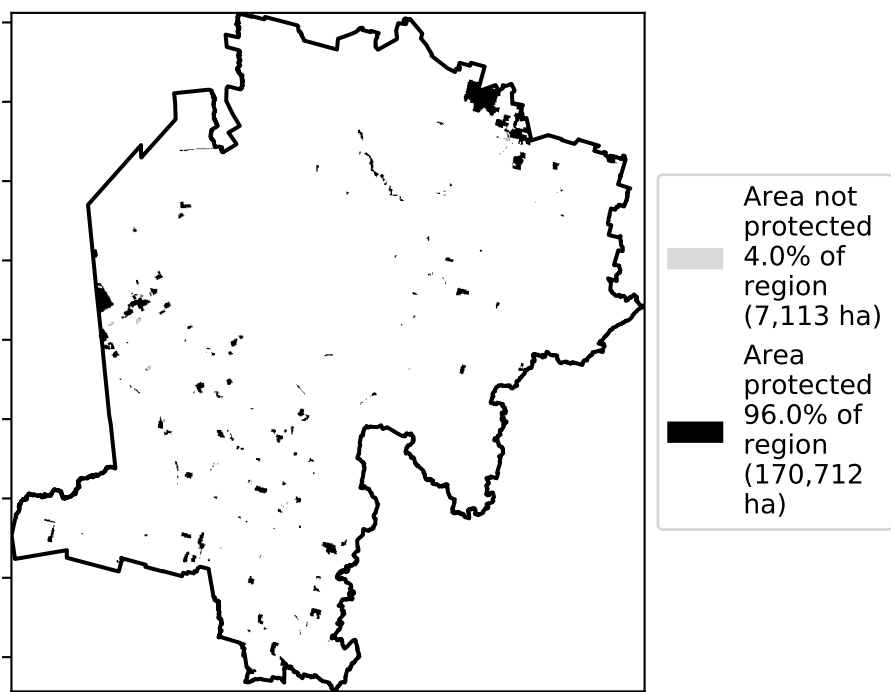 Area not
protected
4.0% of
region
(7,113 ha)
Area
protected
96.0% of
region
(170,712
ha)